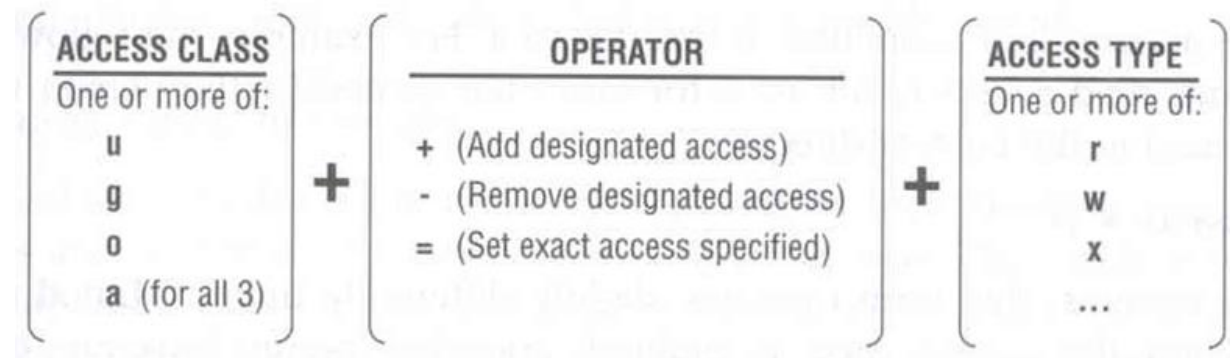 ACCESS CLASS
One or more of:
u
g
o
a (for all 3)
+
OPERATOR
+ (Add designated access)
- (Remove designated access)
= (Set exact access specified)
+
ACCESS TYPE
One or more of:
r
w
x
...